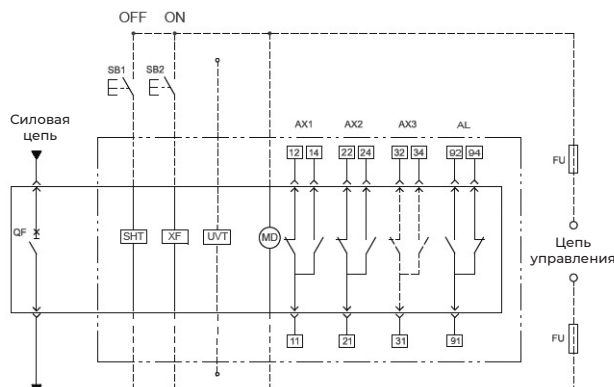 OFF ON
SB1 SB2
Силовая
цепь
AX1 AX2 AX3 AL
12 14 22 24 32 34 92 94
FU
QF
SHT XF UVT MD
Цепь
управления
11 21 31 91
FU